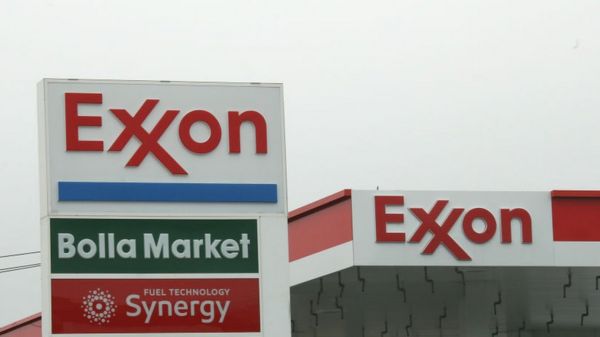 Exxon
Bolla Market
FUEL TECHNOLOGY
Synergy
Exxon